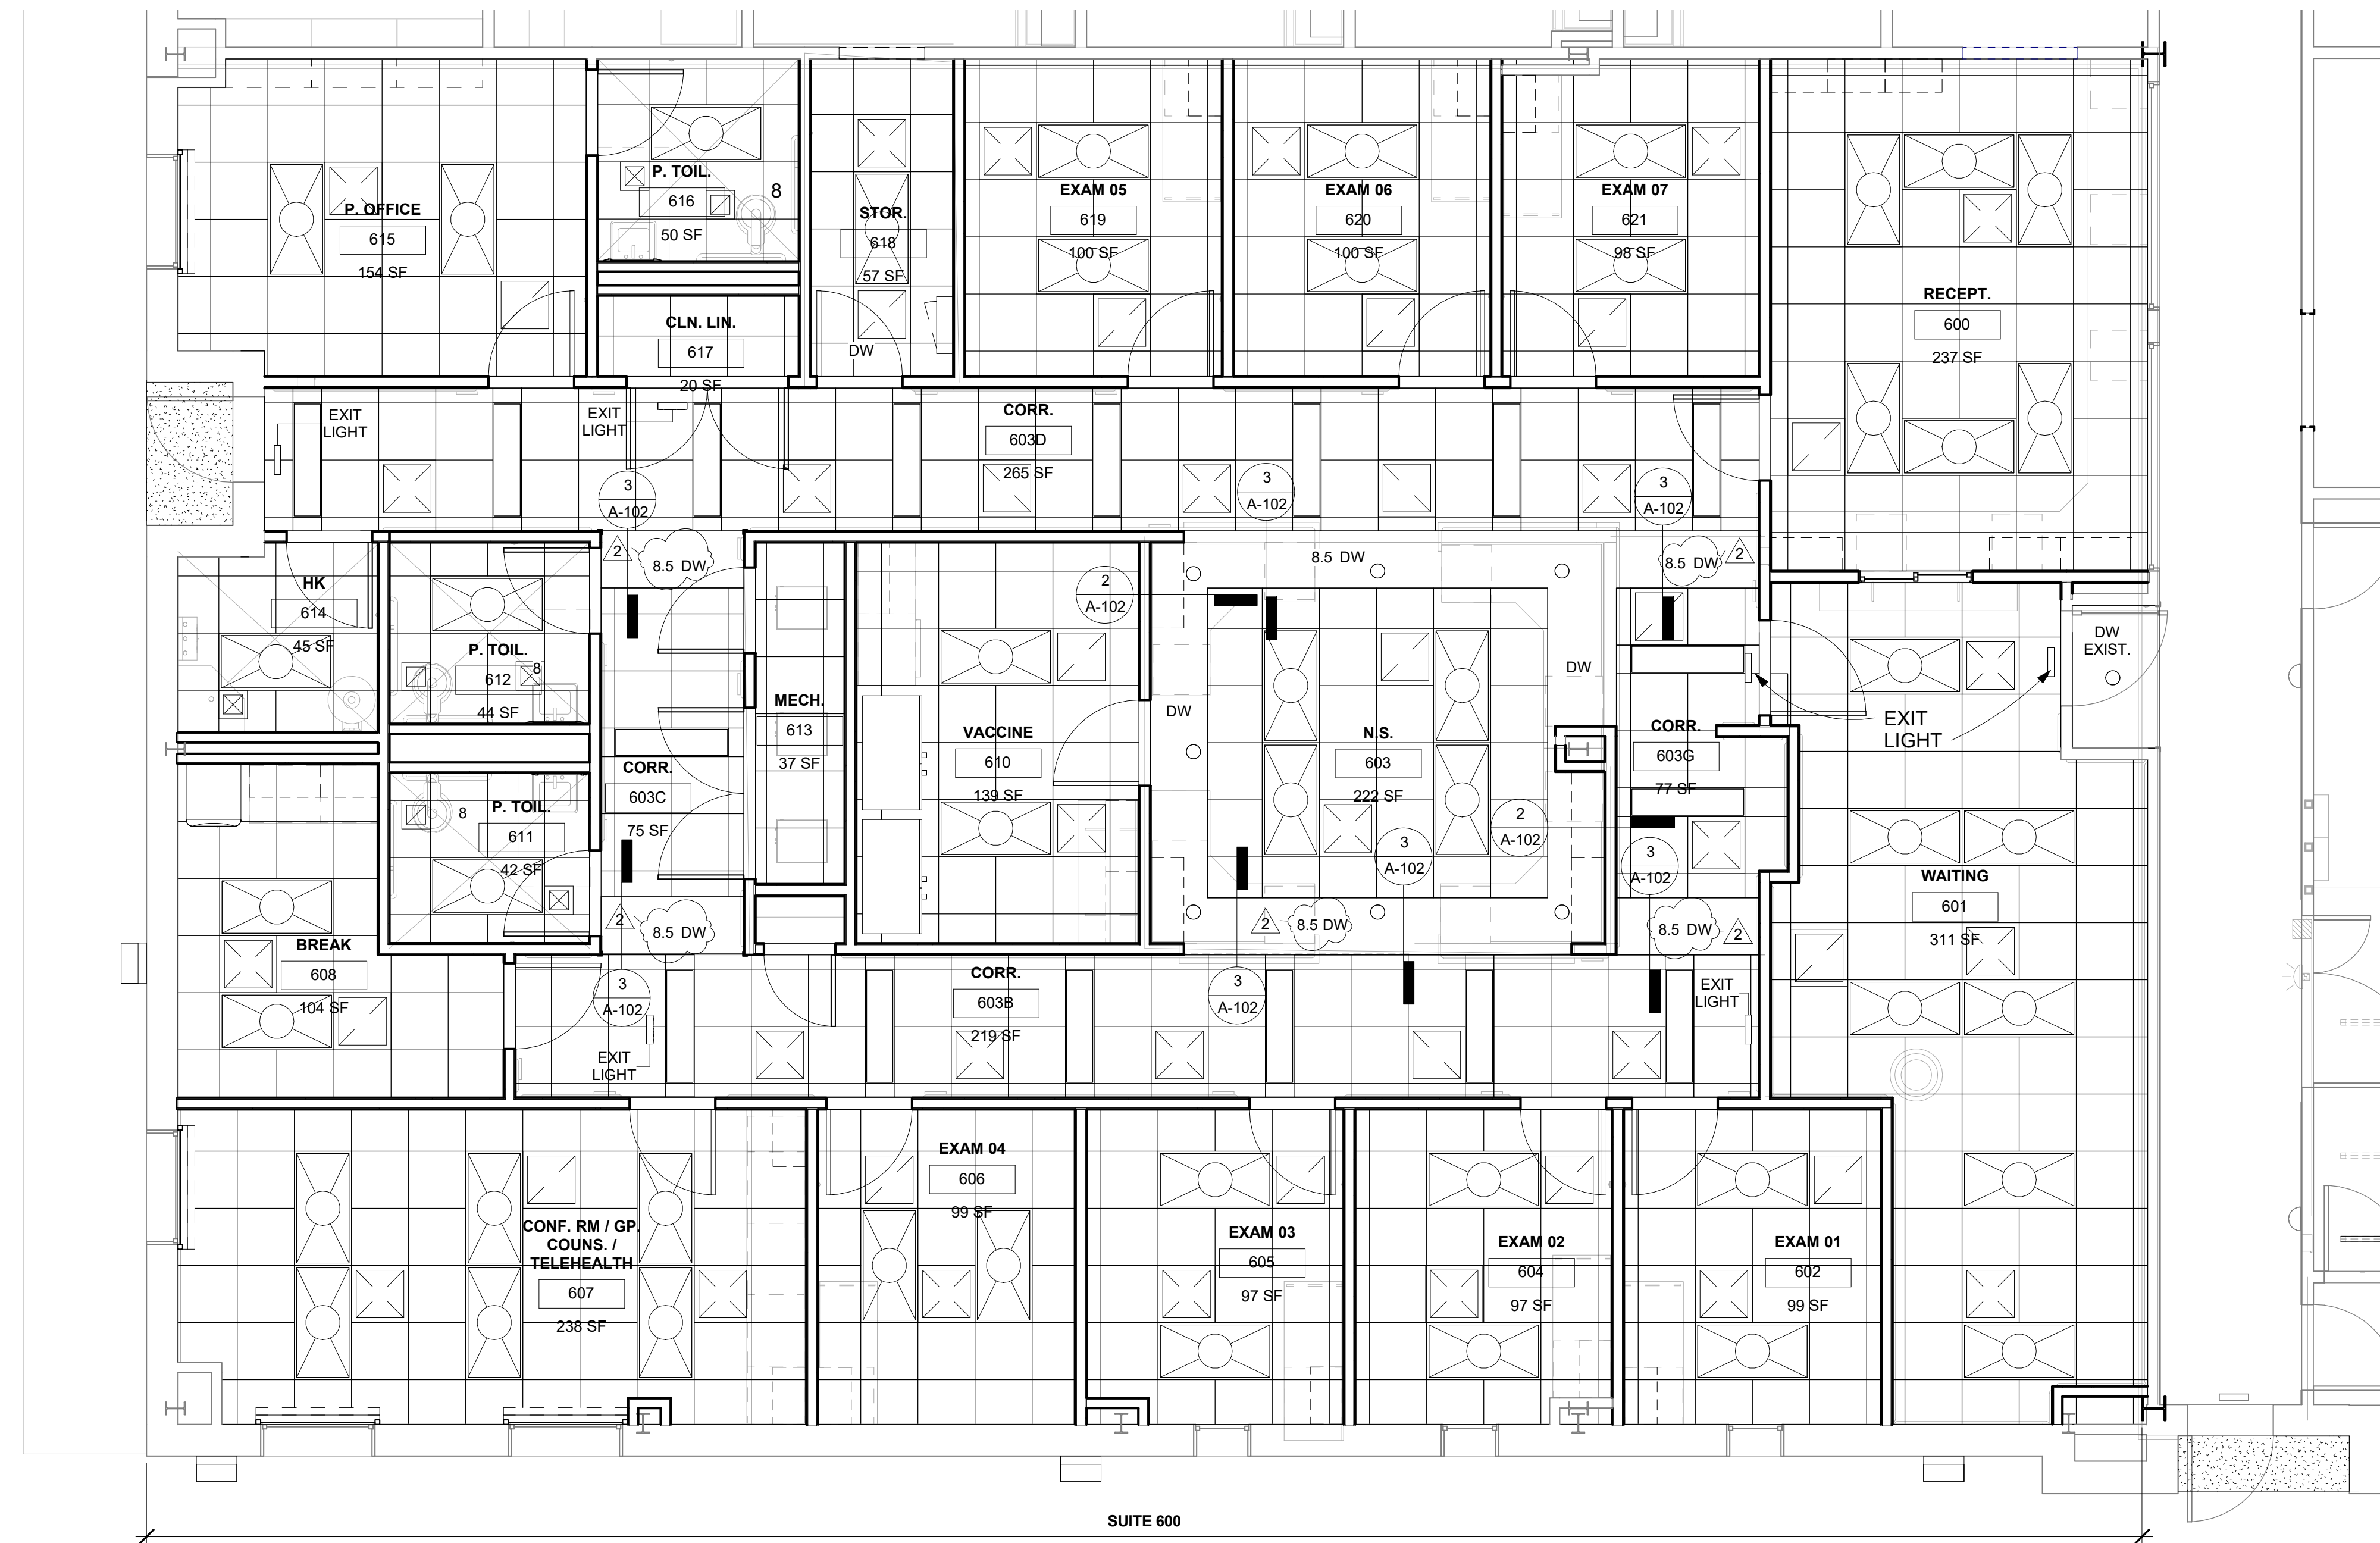 P. OFFICE
615
154 SF
P. TOIL.
616
50 SF
8
STOR.
618
57 SF
DW
CLN. LIN.
617
20 SF
EXAM 05
619
100 SF
EXAM 06
620
100 SF
EXAM 07
621
98 SF
RECEPT.
600
237 SF
EXIT
LIGHT
EXIT
LIGHT
CORR.
603D
265 SF
3
A-102
3
A-102
3
A-102
2
8.5 DW
8.5 DW
8.5 DW
2
HK
614
45 SF
P. TOIL.
612
44 SF
8
2
A-102
MECH.
613
37 SF
VACCINE
610
139 SF
DW
DW
N.S.
603
222 SF
CORR.
603G
77 SF
DW
EXIST.
EXIT
LIGHT
CORR.
603C
75 SF
P. TOIL.
611
42 SF
8
2
A-102
3
A-102
3
A-102
WAITING
601
311 SF
BREAK
608
104 SF
2
8.5 DW
2
8.5 DW
8.5 DW
2
3
A-102
CORR.
603B
219 SF
3
A-102
EXIT
LIGHT
EXIT
LIGHT
CONF. RM / GP.
COUNS. /
TELEHEALTH
607
238 SF
EXAM 04
606
99 SF
EXAM 03
605
97 SF
EXAM 02
604
97 SF
EXAM 01
602
99 SF
SUITE 600